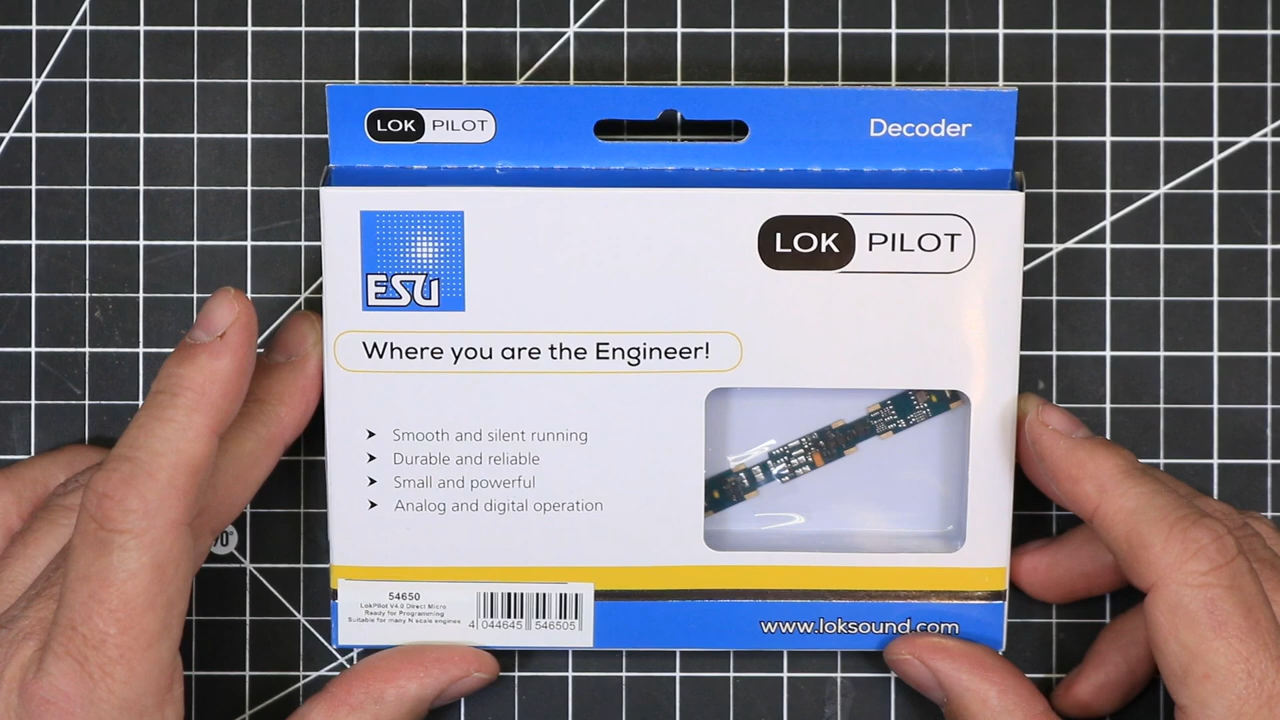 LOK PILOT
Decoder
LOK PILOT
ESU
Where you are the Engineer!
Smooth and silent running
Durable and reliable
Small and powerful
Analog and digital operation
54650
LokPilot V4.0 Direct Micro
Ready for Programming
Suitable for many N scale engines
4 044645 546505
www.loksound.com